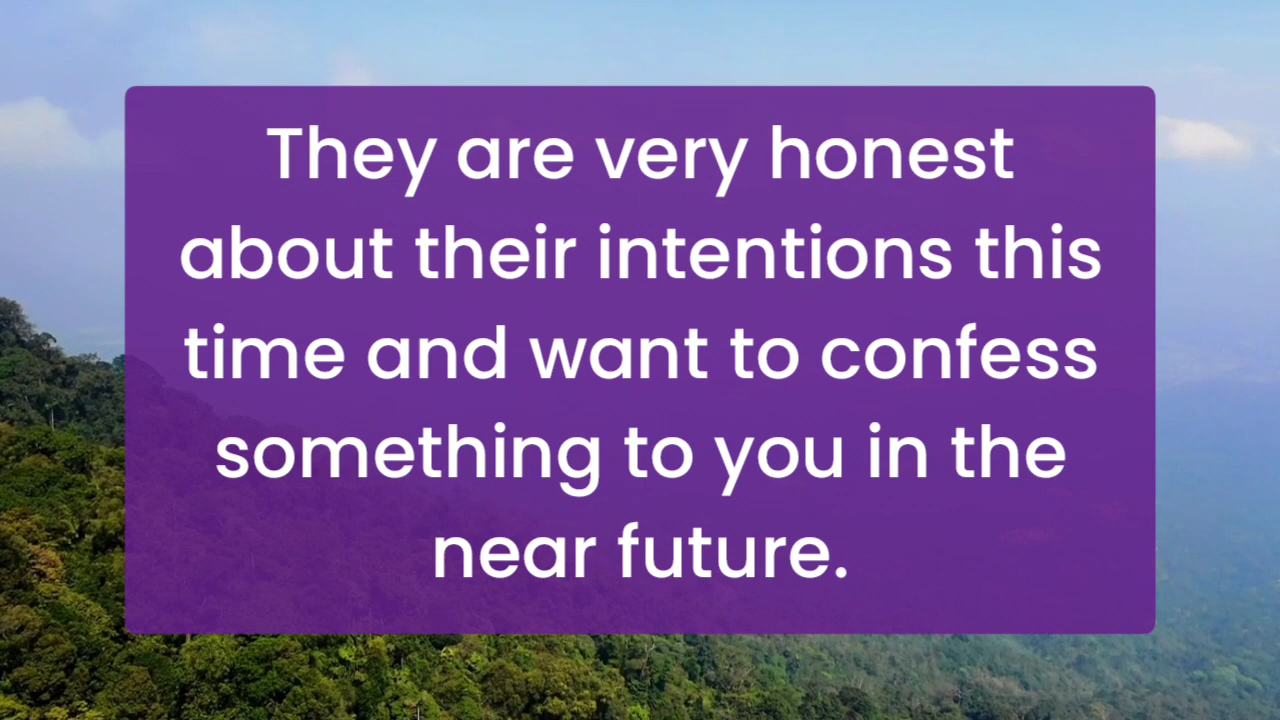 They are very honest
about their intentions this
time and want to confess
something to you in the
near future.